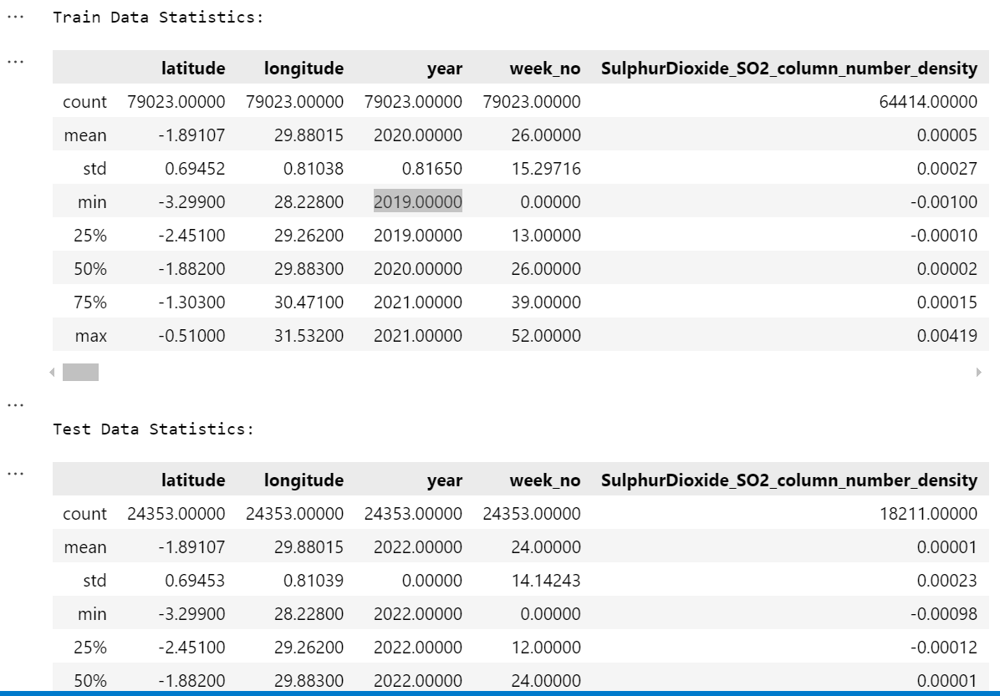 Train Data Statistics:
latitude longitude year week_no SulphurDioxide_SO2_column_number_density
count 79023.00000 79023.00000 79023.00000 79023.00000 64414.00000
mean -1.89107 29.88015 2020.00000 26.00000 0.00005
std 0.69452 0.81038 0.81650 15.29716 0.00027
min -3.29900 28.22800 2019.00000 0.00000 -0.00100
25% -2.45100 29.26200 2019.00000 13.00000 -0.00010
50% -1.88200 29.88300 2020.00000 26.00000 0.00002
75% -1.30300 30.47100 2021.00000 39.00000 0.00015
max -0.51000 31.53200 2021.00000 52.00000 0.00419
Test Data Statistics:
latitude longitude year week_no SulphurDioxide_SO2_column_number_density
count 24353.00000 24353.00000 24353.00000 24353.00000 18211.00000
mean -1.89107 29.88015 2022.00000 24.00000 0.00001
std 0.69453 0.81039 0.00000 14.14243 0.00023
min -3.29900 28.22800 2022.00000 0.00000 -0.00098
25% -2.45100 29.26200 2022.00000 12.00000 -0.00012
50% -1.88200 29.88300 2022.00000 24.00000 0.00001